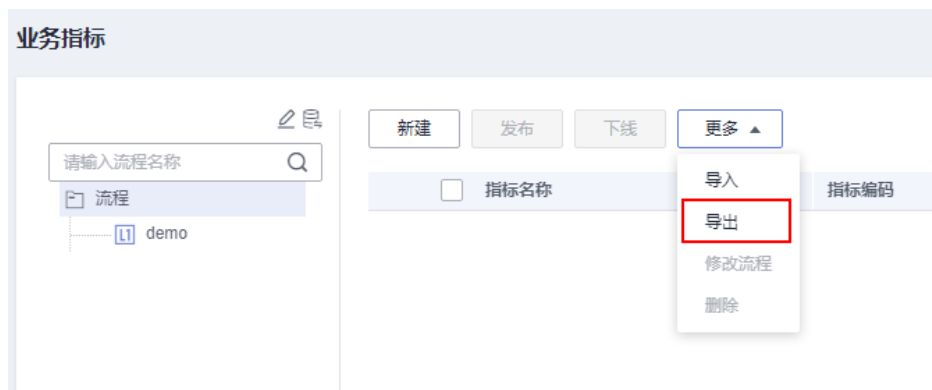 业务指标
新建 发布 下线 更多
请输入流程名称
流程
L1 demo
指标名称 指标编码
导入
导出
修改流程
删除